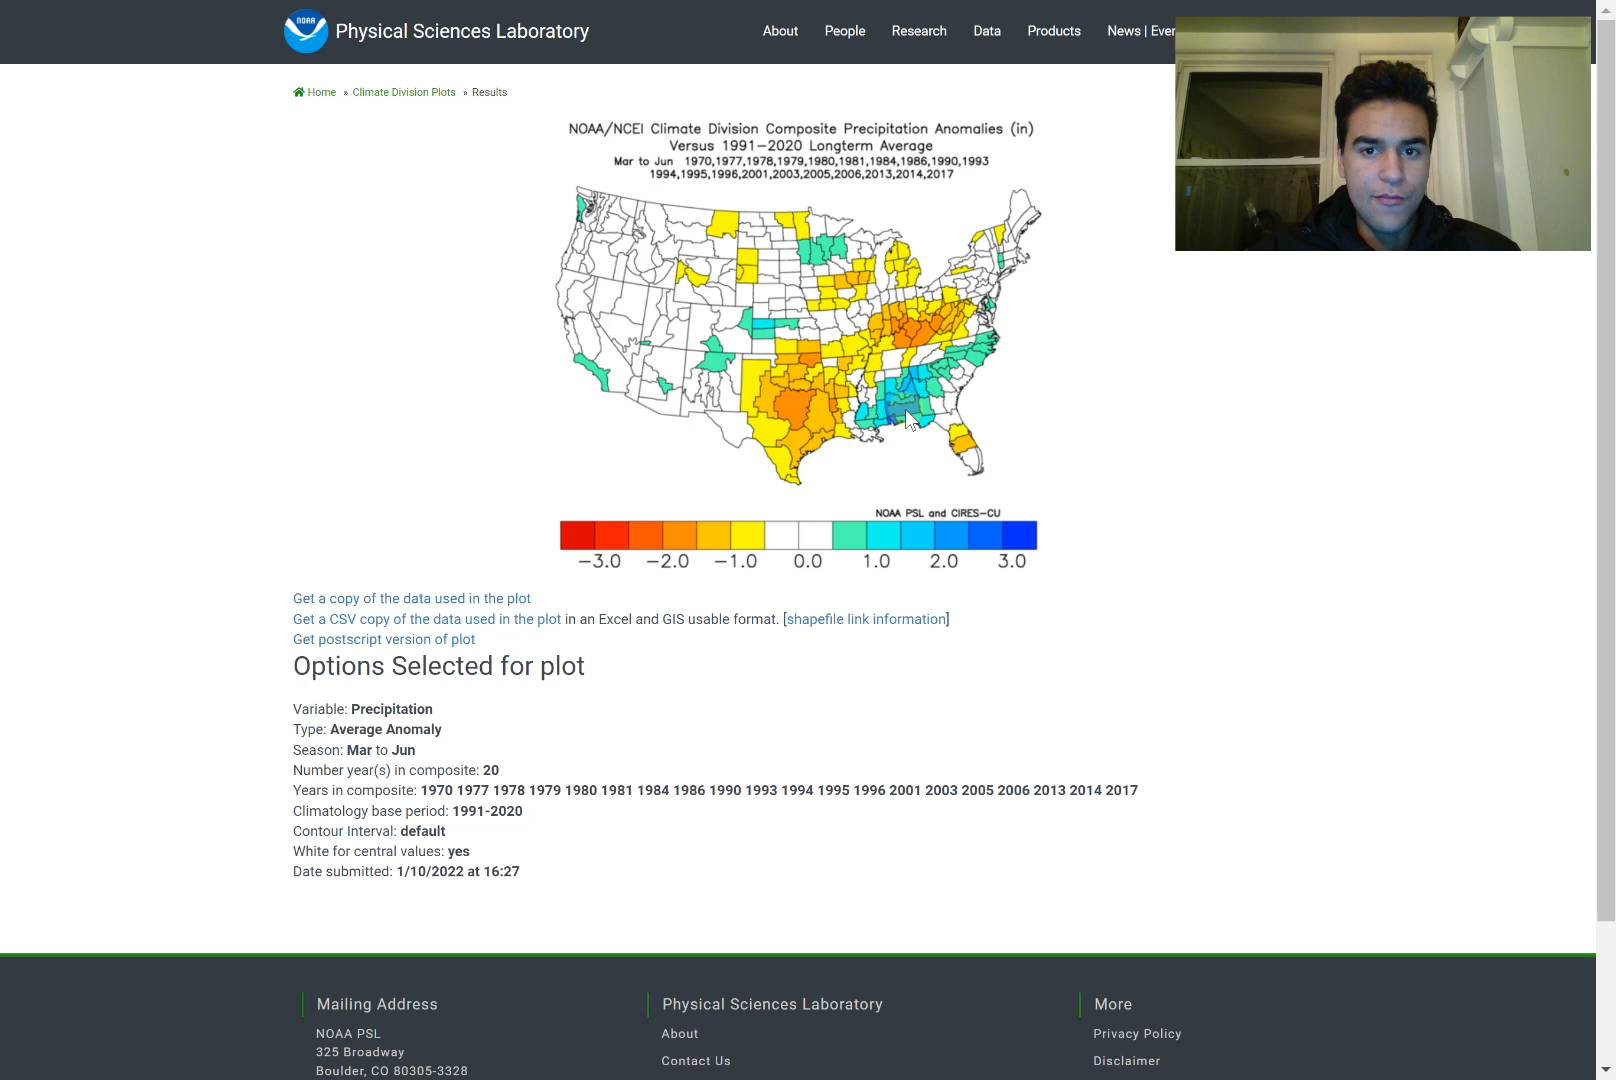 NOAA
Physical Sciences Laboratory
About People Research Data Products News | Even
Home » Climate Division Plots » Results
NOAA/NCEI Climate Division Composite Precipitation Anomalies (in)
Versus 1991-2020 Longterm Average
Mar to Jun 1970,1977,1978,1979,1980,1981,1984,1986,1990,1993
1994,1995,1996,2001,2003,2005,2006,2013,2014,2017
NOAA PSL and CIRES-CU
-3.0 -2.0 -1.0 0.0 1.0 2.0 3.0
Get a copy of the data used in the plot
Get a CSV copy of the data used in the plot in an Excel and GIS usable format. [shapefile link information]
Get postscript version of plot
Options Selected for plot
Variable: Precipitation
Type: Average Anomaly
Season: Mar to Jun
Number year(s) in composite: 20
Years in composite: 1970 1977 1978 1979 1980 1981 1984 1986 1990 1993 1994 1995 1996 2001 2003 2005 2006 2013 2014 2017
Climatology base period: 1991-2020
Contour Interval: default
White for central values: yes
Date submitted: 1/10/2022 at 16:27
Mailing Address
NOAA PSL
325 Broadway
Boulder, CO 80305-3328
Physical Sciences Laboratory
About
Contact Us
More
Privacy Policy
Disclaimer